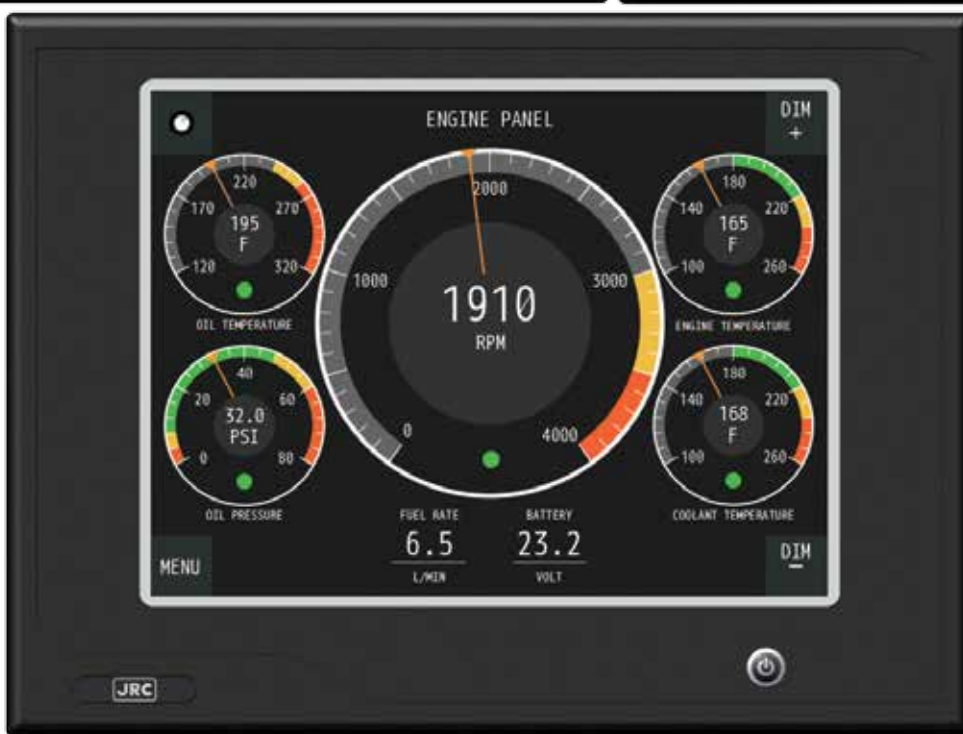 ENGINE PANEL
DIM
+
220
170
270
195
F
120
320
OIL TEMPERATURE
2000
1000
3000
1910
RPM
0
4000
180
140
220
165
F
100
260
ENGINE TEMPERATURE
40
20
60
32.0
PSI
0
80
OIL PRESSURE
180
140
220
168
F
100
260
COOLANT TEMPERATURE
FUEL RATE
6.5
L/MIN
BATTERY
23.2
VOLT
MENU
DIM
–
JRC